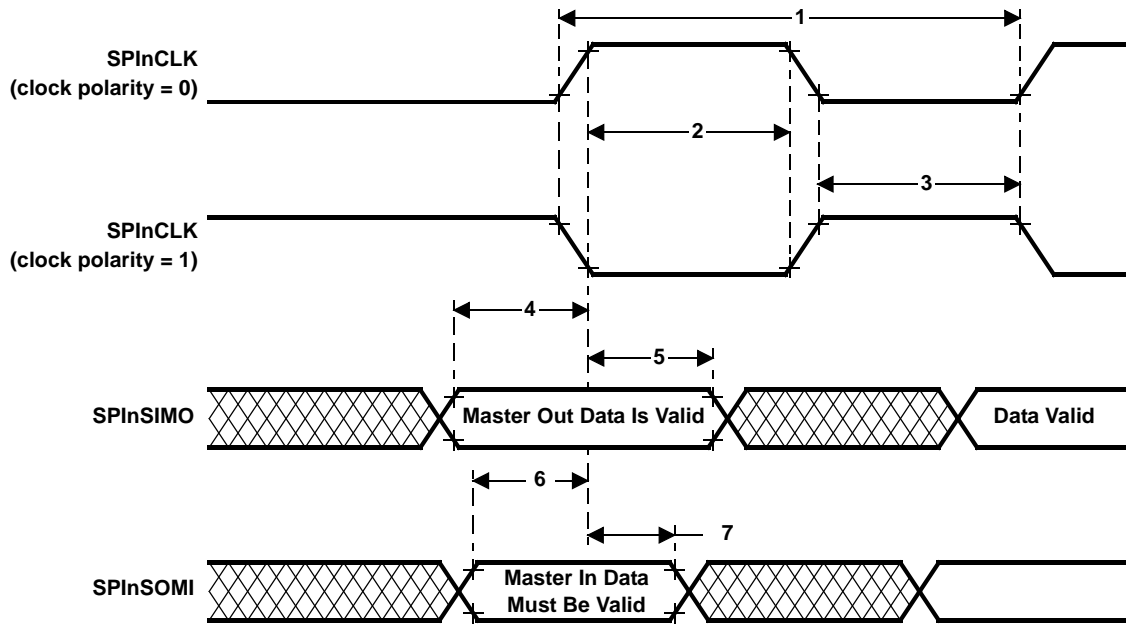 1
SPInCLK
(clock polarity = 0)
2
3
SPInCLK
(clock polarity = 1)
4
5
SPInSIMO
Master Out Data Is Valid
Data Valid
6
7
SPInSOMI
Master In Data
Must Be Valid